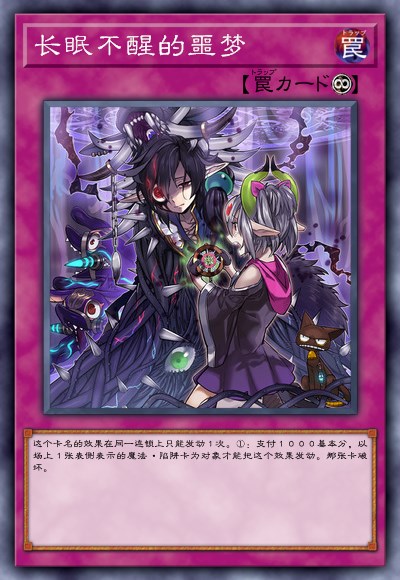 长眠不醒的噩梦
トラップ
罠
トラップ
【罠カード】
这个卡名的效果在同一连锁上只能发动1次。①：支付1000基本分，以
场上1张表侧表示的魔法·陷阱卡为对象才能把这个效果发动。那张卡破
坏。